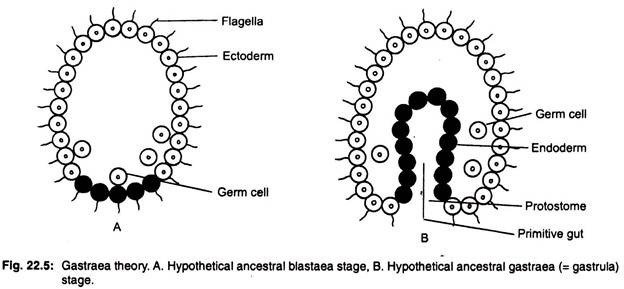 Flagella
Ectoderm
Germ cell
A
Germ cell
Endoderm
Protostome
Primitive gut
B
Fig. 22.5: Gastraea theory. A. Hypothetical ancestral blastaea stage, B. Hypothetical ancestral gastraea (= gastrula)
stage.